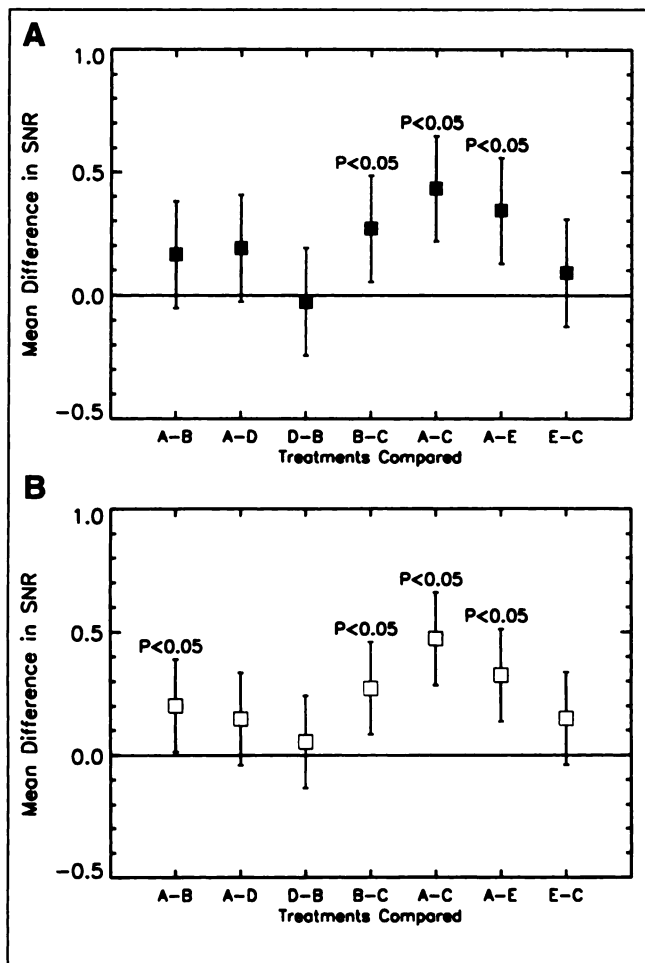 A
1.0
P<0.05
P<0.05
P<0.05
0.5
0.0
-0.5
Mean Difference in SNR
A-B A-D D-B B-C A-C A-E E-C
Treatments Compared
B
1.0
P<0.05
P<0.05
P<0.05
P<0.05
0.5
0.0
-0.5
Mean Difference in SNR
A-B A-D D-B B-C A-C A-E E-C
Treatments Compared